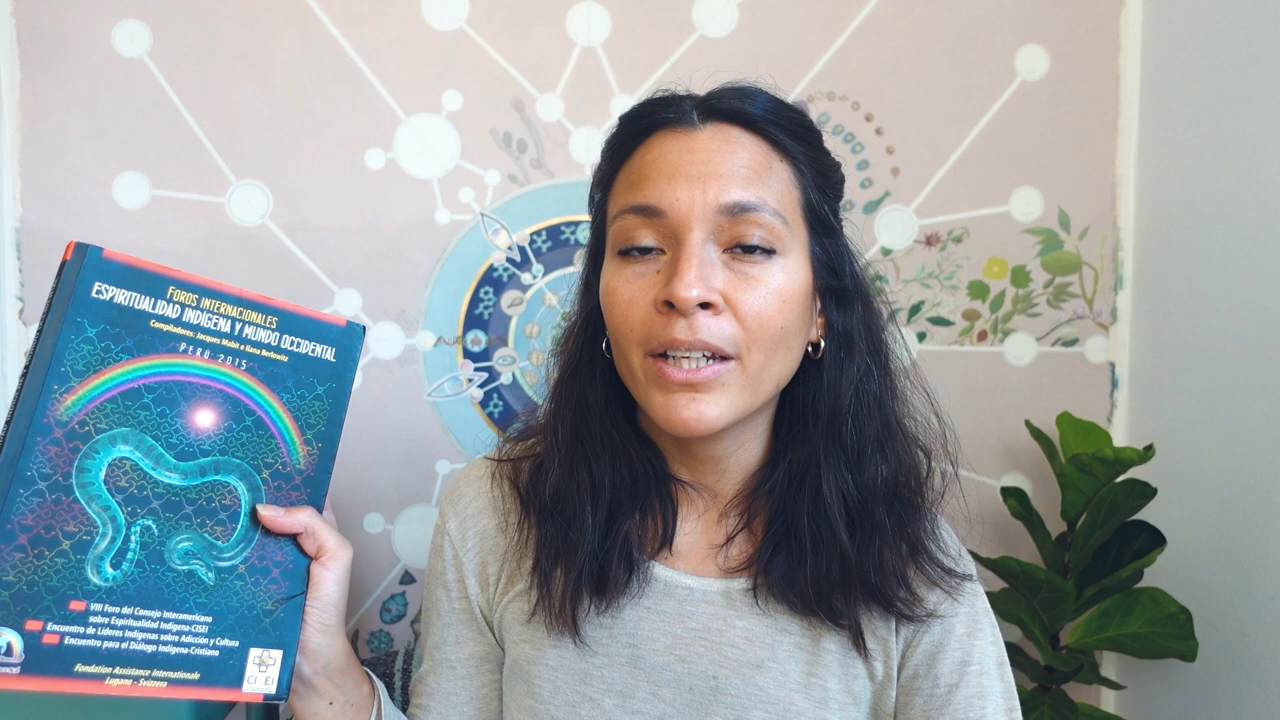 FOROS INTERNACIONALES
ESPIRITUALIDAD INDÍGENA Y MUNDO OCCIDENTAL
Compiladores: Jacques Mabit e Ilana Berlowitz
PERÚ 2015
VIII Foro del Consejo Interamericano
sobre Espiritualidad Indígena-CISEI
Encuentro de Líderes Indígenas sobre Adicción y Cultura
Encuentro para el Diálogo Indígena-Cristiano
Fondation Assistance Internationale
Lugano - Svizzera